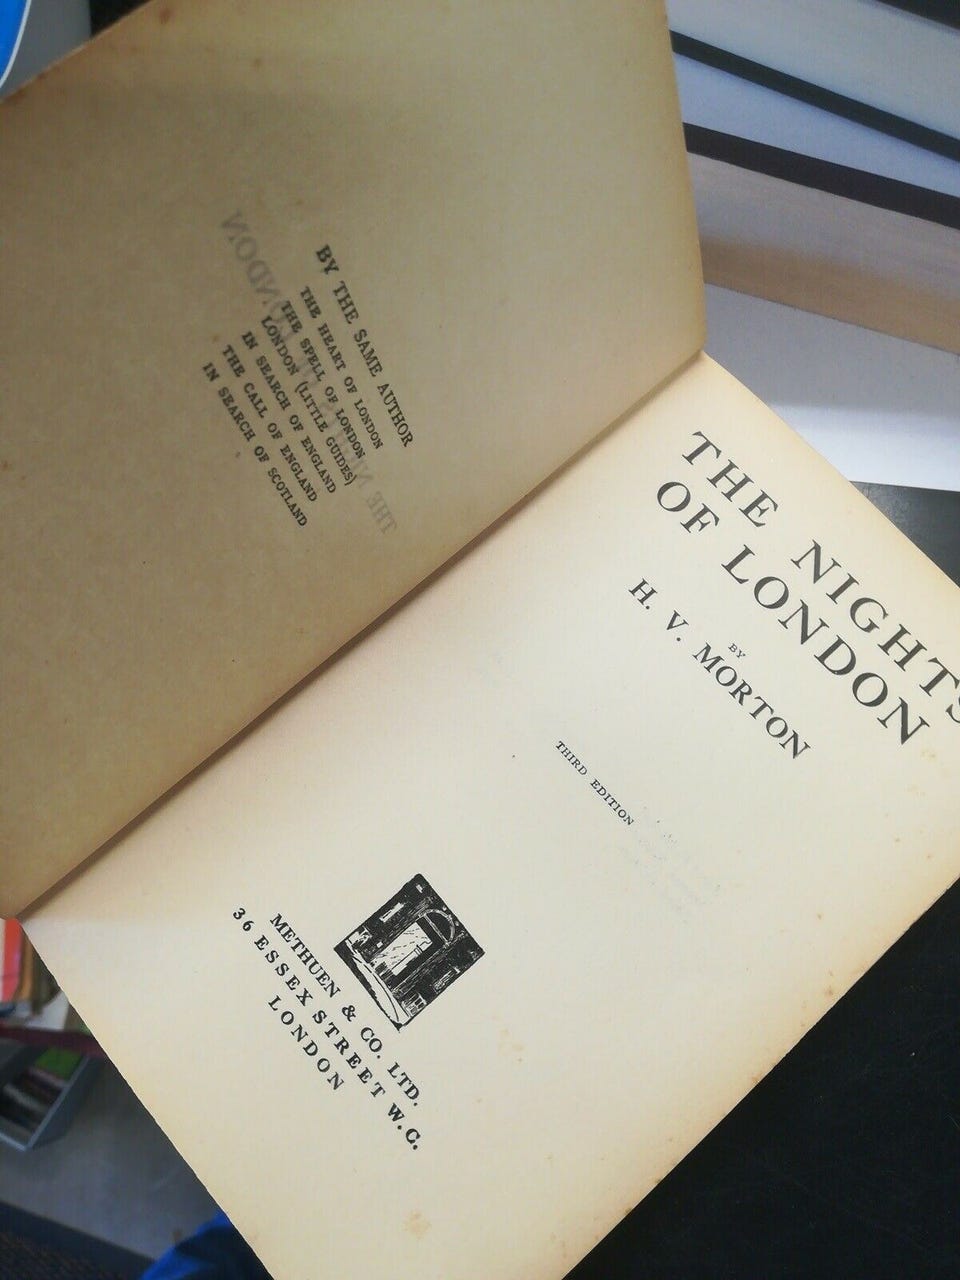 BY THE SAME AUTHOR
THE HEART OF LONDON
THE SPELL OF LONDON
LONDON (LITTLE GUIDES)
IN SEARCH OF ENGLAND
THE CALL OF ENGLAND
IN SEARCH OF SCOTLAND
THE NIGHTS
OF LONDON
BY
H. V. MORTON
THIRD EDITION
METHUEN & CO. LTD.
36 ESSEX STREET W.C.
LONDON